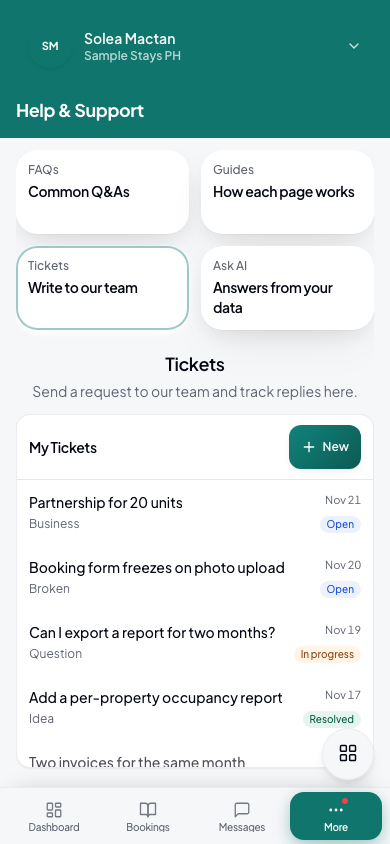 SM
Solea Mactan
Sample Stays PH
Help & Support
FAQs
Common Q&As
Guides
How each page works
Tickets
Write to our team
Ask AI
Answers from your
data
Tickets
Send a request to our team and track replies here.
My Tickets
New
Partnership for 20 units
Nov 21
Business
Open
Booking form freezes on photo upload
Nov 20
Broken
Open
Can I export a report for two months?
Nov 19
Question
In progress
Add a per-property occupancy report
Nov 17
Idea
Resolved
Two invoices for the same month
Dashboard
Bookings
Messages
More